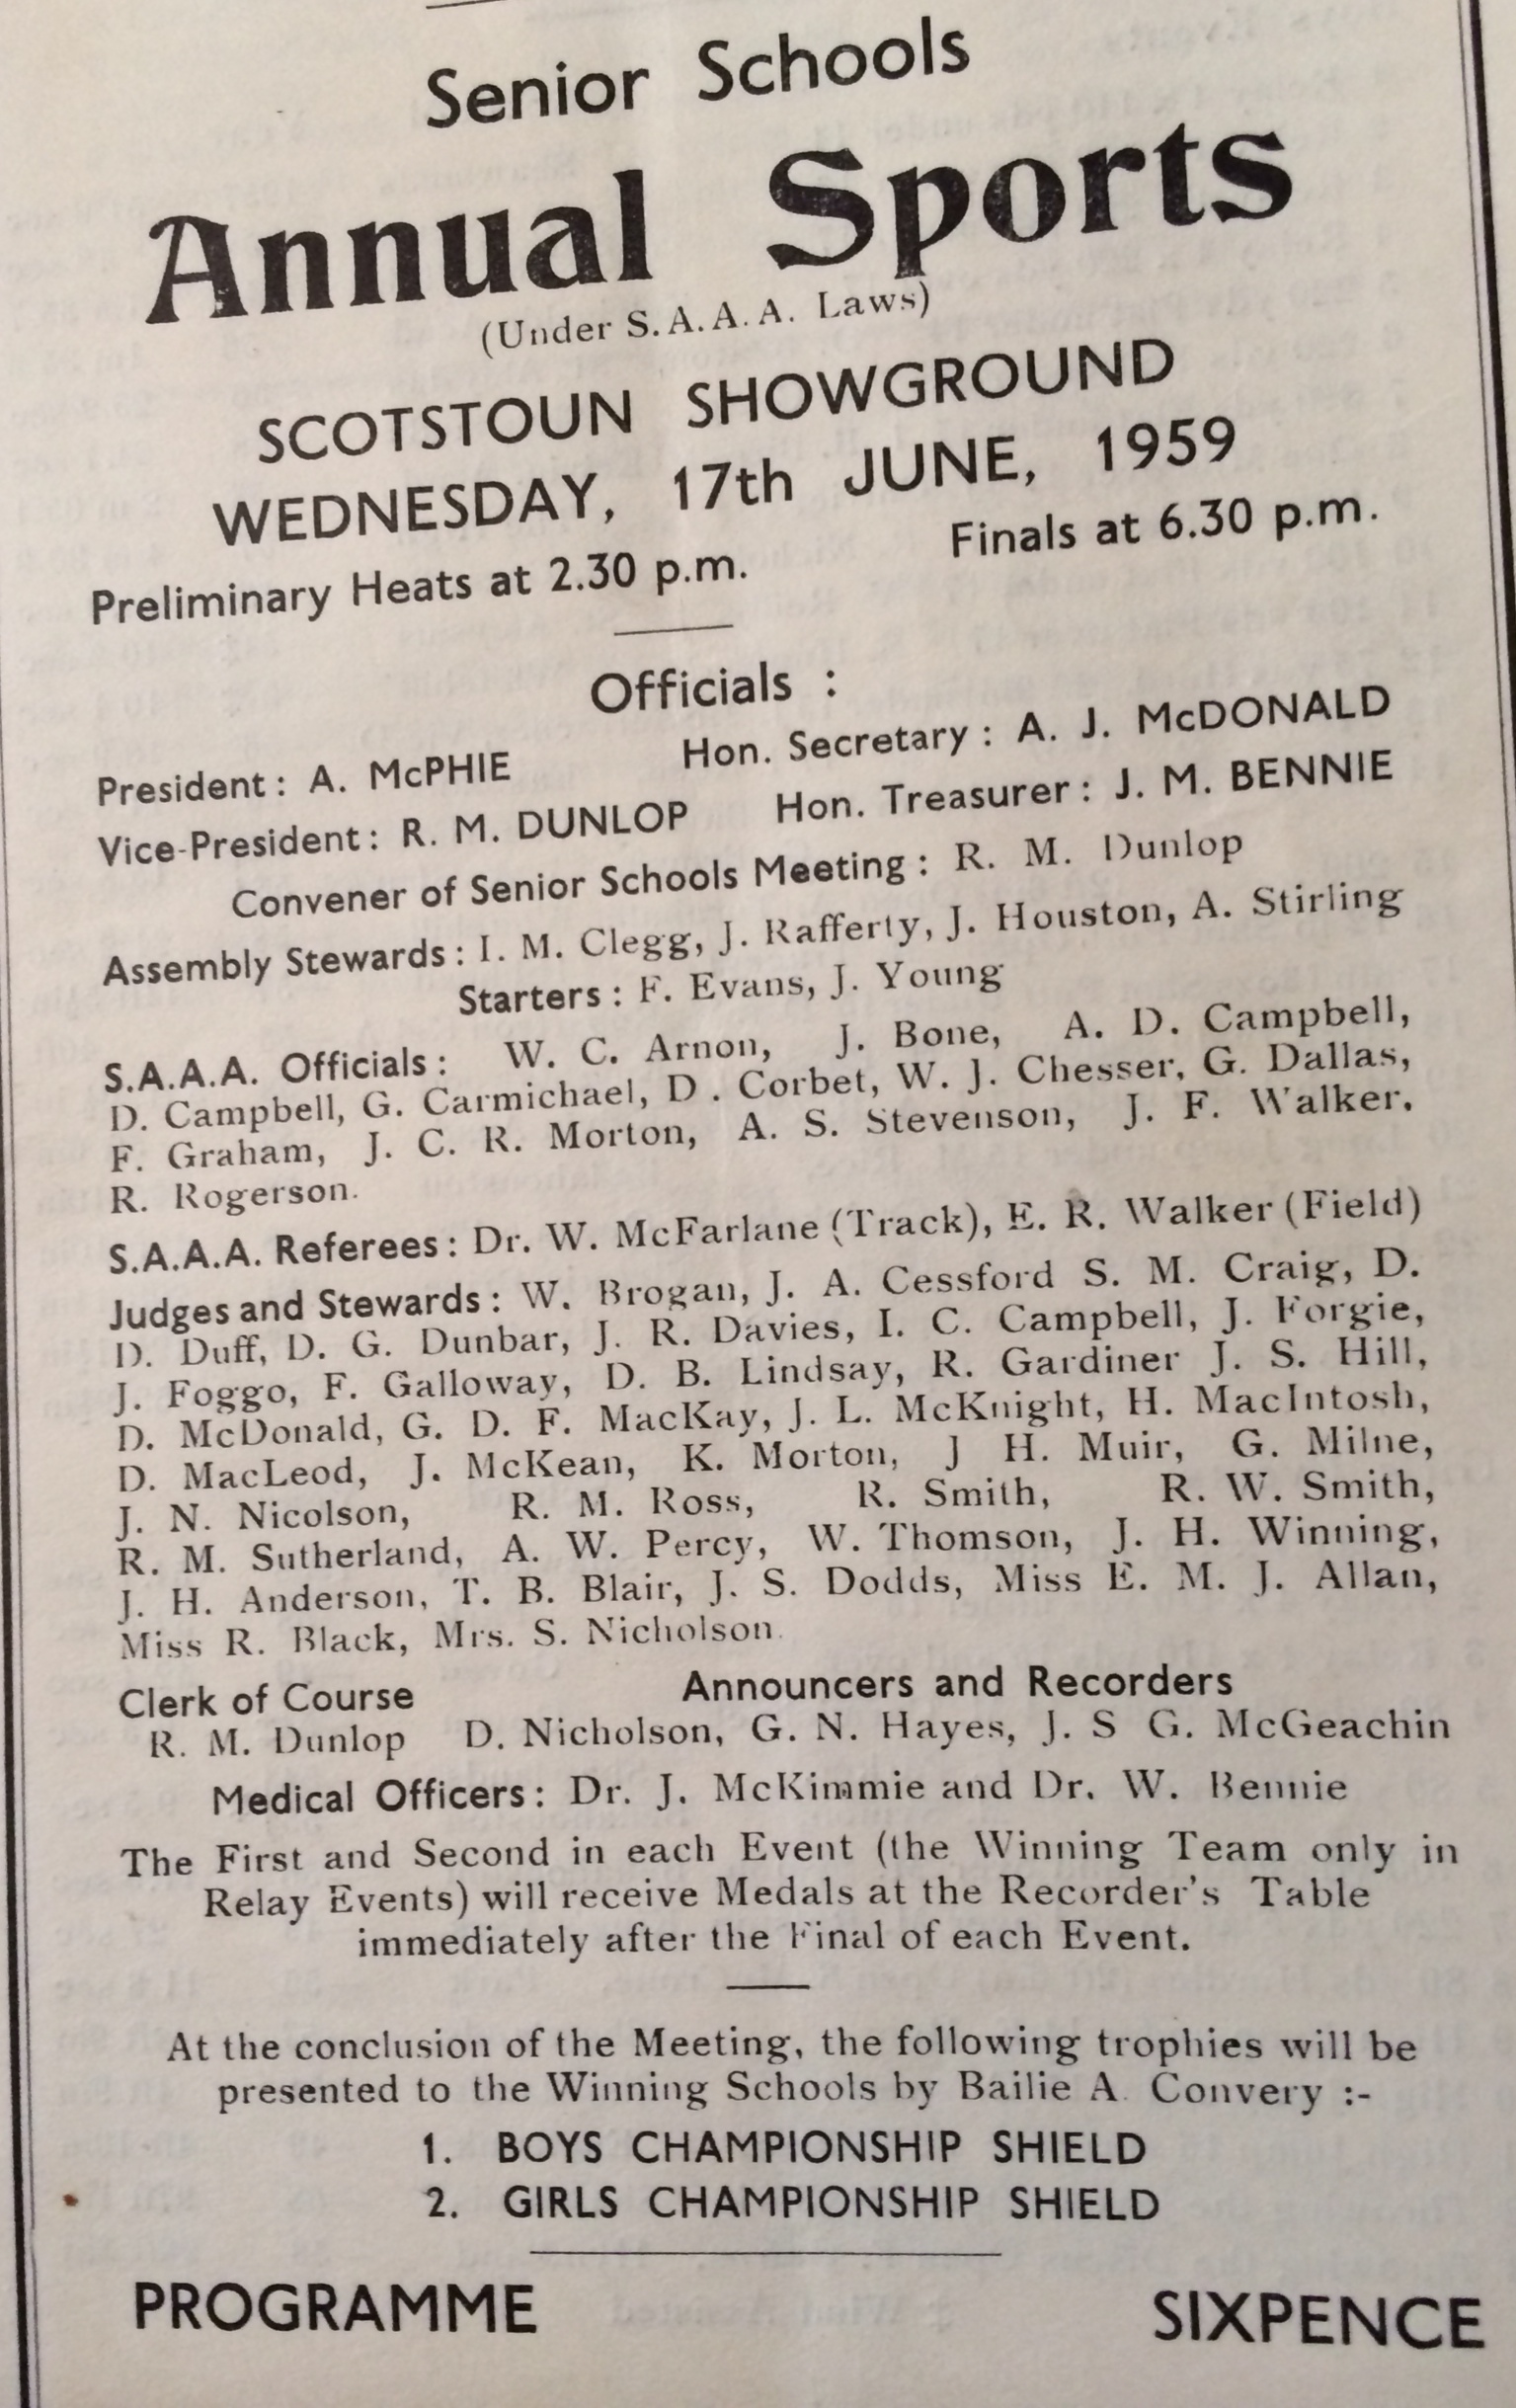 Senior Schools
Annual Sports
(Under S.A.A.A. Laws)
SCOTSTOUN SHOWGROUND
WEDNESDAY, 17th JUNE, 1959
Preliminary Heats at 2.30 p.m. Finals at 6.30 p.m.
Officials :
President : A. McPHIE Hon. Secretary : A. J. McDONALD
Vice-President : R. M. DUNLOP Hon. Treasurer : J. M. BENNIE
Convener of Senior Schools Meeting : R. M. Dunlop
Assembly Stewards : I. M. Clegg, J. Rafferty, J. Houston, A. Stirling
Starters : F. Evans, J. Young
S.A.A.A. Officials : W. C. Arnon, J. Bone, A. D. Campbell,
D. Campbell, G. Carmichael, D . Corbet, W. J. Chesser, G. Dallas,
F. Graham, J. C. R. Morton, A. S. Stevenson, J. F. Walker,
R. Rogerson.
S.A.A.A. Referees : Dr. W. McFarlane (Track), E. R. Walker (Field)
Judges and Stewards : W. Brogan, J. A. Cessford S. M. Craig, D.
D. Duff, D. G. Dunbar, J. R. Davies, I. C. Campbell, J. Forgie,
J. Foggo, F. Galloway, D. B. Lindsay, R. Gardiner J. S. Hill,
D. McDonald, G. D. F. MacKay, J. L. McKnight, H. MacIntosh,
D. MacLeod, J. McKean, K. Morton, J H. Muir, G. Milne,
J. N. Nicolson, R. M. Ross, R. Smith, R. W. Smith,
R. M. Sutherland, A. W. Percy, W. Thomson, J. H. Winning,
J. H. Anderson, T. B. Blair, J. S. Dodds, Miss E. M. J. Allan,
Miss R. Black, Mrs. S. Nicholson.
Clerk of Course Announcers and Recorders
R. M. Dunlop D. Nicholson, G. N. Hayes, J. S G. McGeachin
Medical Officers : Dr. J. McKimmie and Dr. W. Bennie
The First and Second in each Event (the Winning Team only in
Relay Events) will receive Medals at the Recorder's Table
immediately after the Final of each Event.
At the conclusion of the Meeting, the following trophies will be
presented to the Winning Schools by Bailie A. Convery :-
1. BOYS CHAMPIONSHIP SHIELD
2. GIRLS CHAMPIONSHIP SHIELD
PROGRAMME SIXPENCE